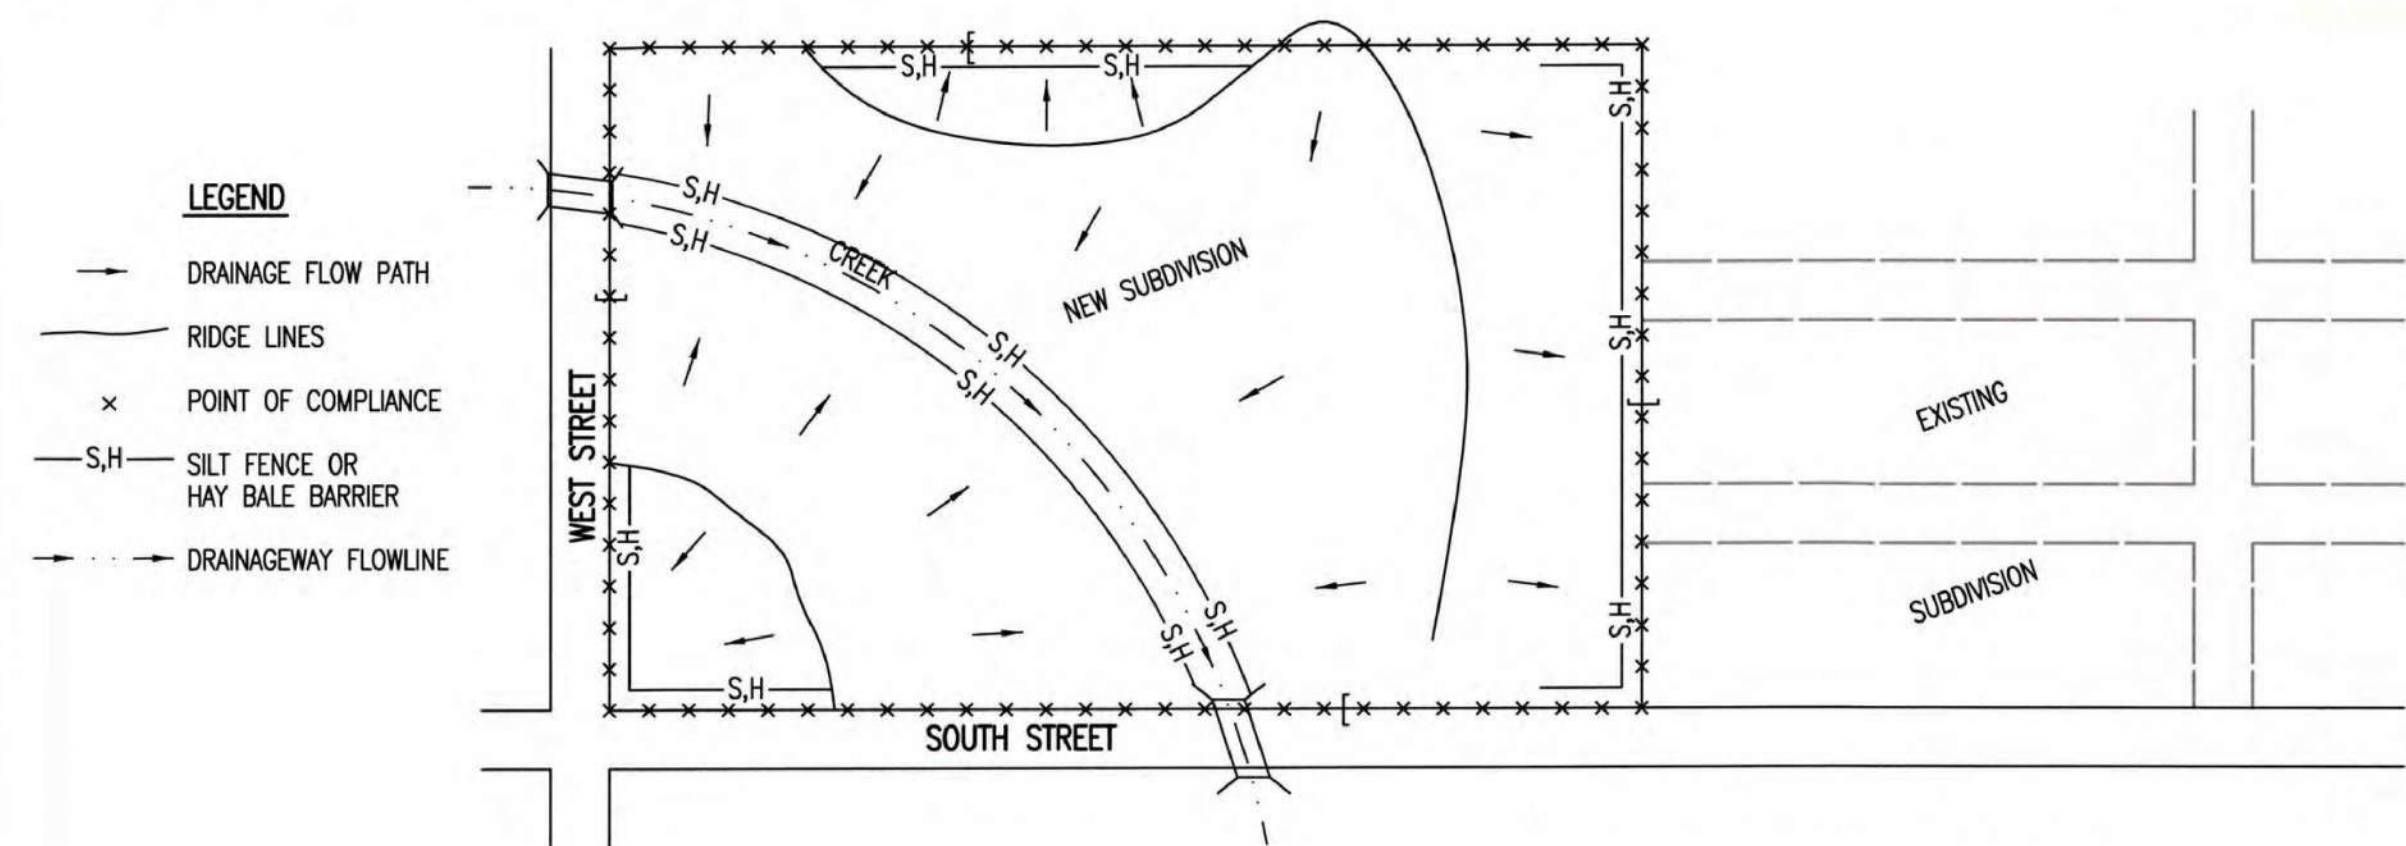 LEGEND
DRAINAGE FLOW PATH
RIDGE LINES
POINT OF COMPLIANCE
S,H
SILT FENCE OR
HAY BALE BARRIER
DRAINAGEWAY FLOWLINE
S,H
S,H
S,H
S,H
S,H
CREEK
NEW SUBDIVISION
S,H
S,H
S,H
WEST STREET
EXISTING
S,H
SUBDIVISION
S,H
S,H
S,H
S,H
SOUTH STREET